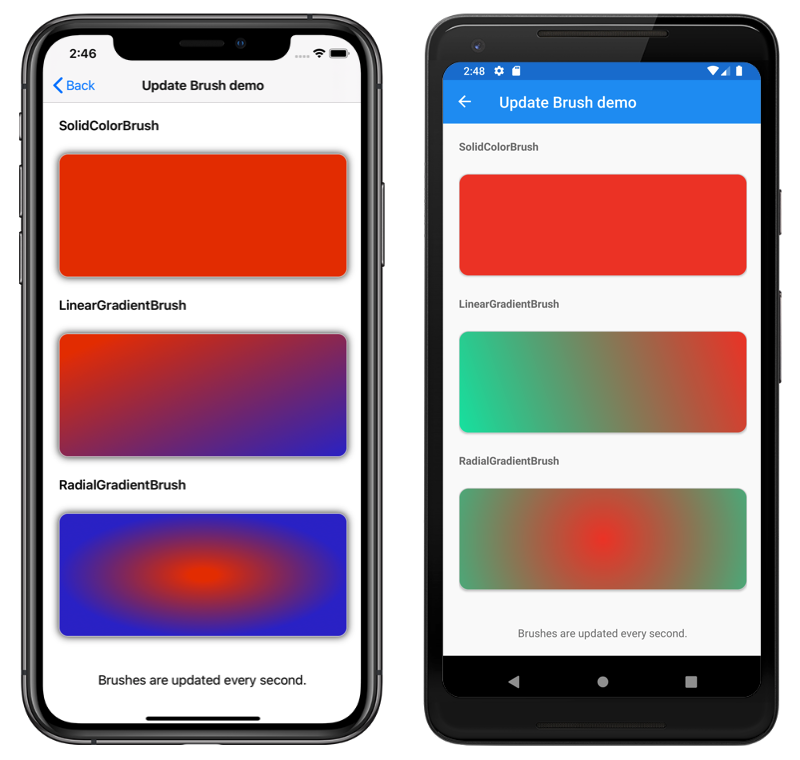 2:46
Back
Update Brush demo
SolidColorBrush
LinearGradientBrush
RadialGradientBrush
Brushes are updated every second.
2:48
Update Brush demo
SolidColorBrush
LinearGradientBrush
RadialGradientBrush
Brushes are updated every second.